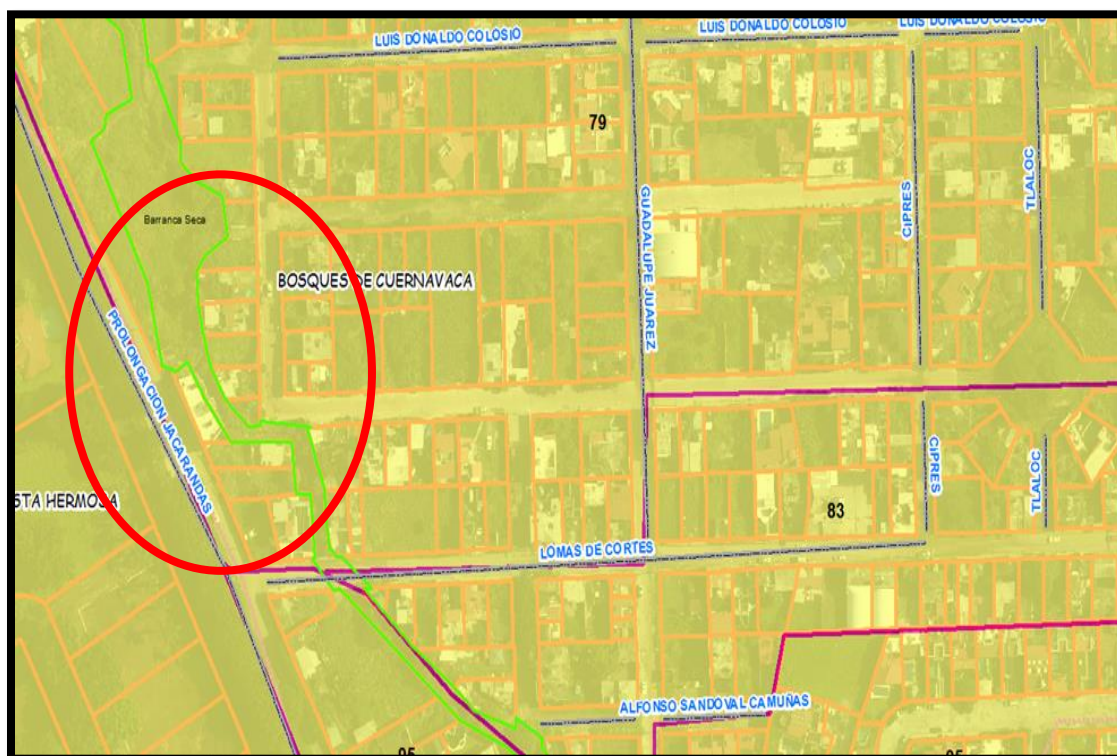 LUIS DONALDO COLOSIO
LUIS DONALDO COLOSIO
LUIS DONALDO COLOSIO
79
TLALOC
GUADALUPE JUAREZ
CIPRES
Barranca Seca
BOSQUES DE CUERNAVACA
PROLONGACION JACARANDAS
STA HERMOSA
CIPRES
TLALOC
83
LOMAS DE CORTES
ALFONSO SANDOVAL CAMUÑAS